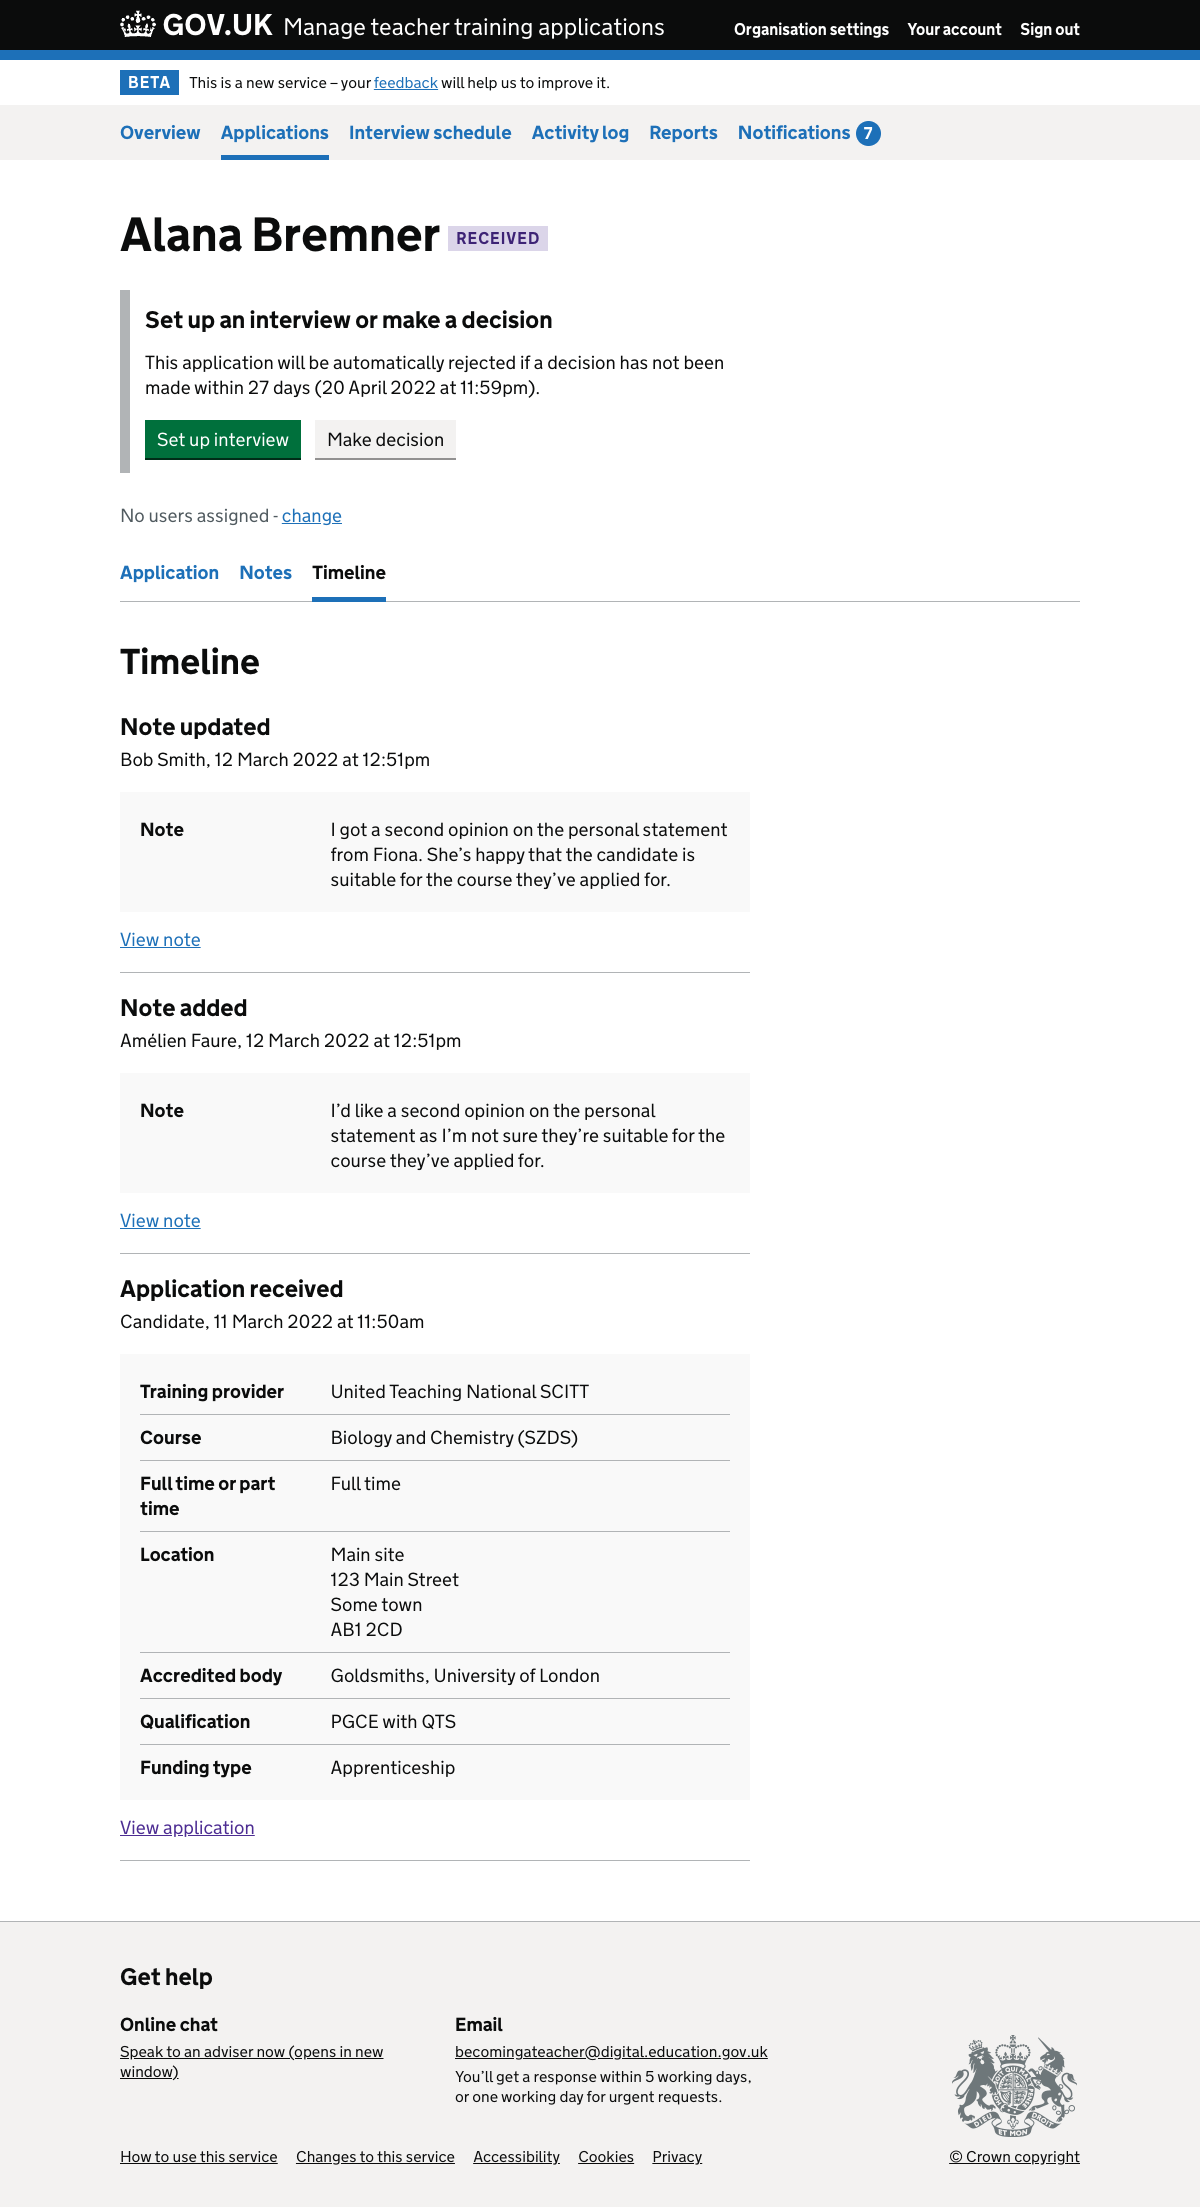 GOV.UK Manage teacher training applications
Organisation settings Your account Sign out
BETA This is a new service – your feedback will help us to improve it.
Overview Applications Interview schedule Activity log Reports Notifications 7
Alana Bremner RECEIVED
Set up an interview or make a decision
This application will be automatically rejected if a decision has not been
made within 27 days (20 April 2022 at 11:59pm).
Set up interview Make decision
No users assigned - change
Application Notes Timeline
Timeline
Note updated
Bob Smith, 12 March 2022 at 12:51pm
Note I got a second opinion on the personal statement
from Fiona. She’s happy that the candidate is
suitable for the course they’ve applied for.
View note
Note added
Amélien Faure, 12 March 2022 at 12:51pm
Note I’d like a second opinion on the personal
statement as I’m not sure they’re suitable for the
course they’ve applied for.
View note
Application received
Candidate, 11 March 2022 at 11:50am
Training provider United Teaching National SCITT
Course Biology and Chemistry (SZDS)
Full time or part Full time
time
Location Main site
123 Main Street
Some town
AB1 2CD
Accredited body Goldsmiths, University of London
Qualification PGCE with QTS
Funding type Apprenticeship
View application
Get help
Online chat
Speak to an adviser now (opens in new
window)
Email
becomingateacher@digital.education.gov.uk
You’ll get a response within 5 working days,
or one working day for urgent requests.
DIEU ET MON DROIT
How to use this service Changes to this service Accessibility Cookies Privacy
© Crown copyright